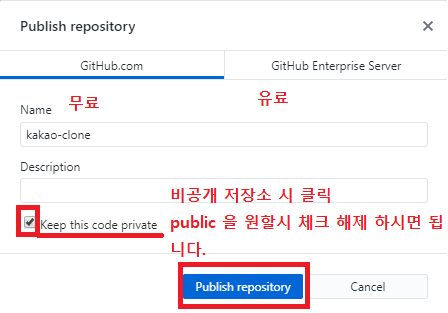 Publish repository
GitHub.com
GitHub Enterprise Server
무료
유료
Name
kakao-clone
Description
비공개 저장소 시 클릭
Keep this code private
public 을 원할시 체크 해제 하시면 됩
니다.
Publish repository
Cancel